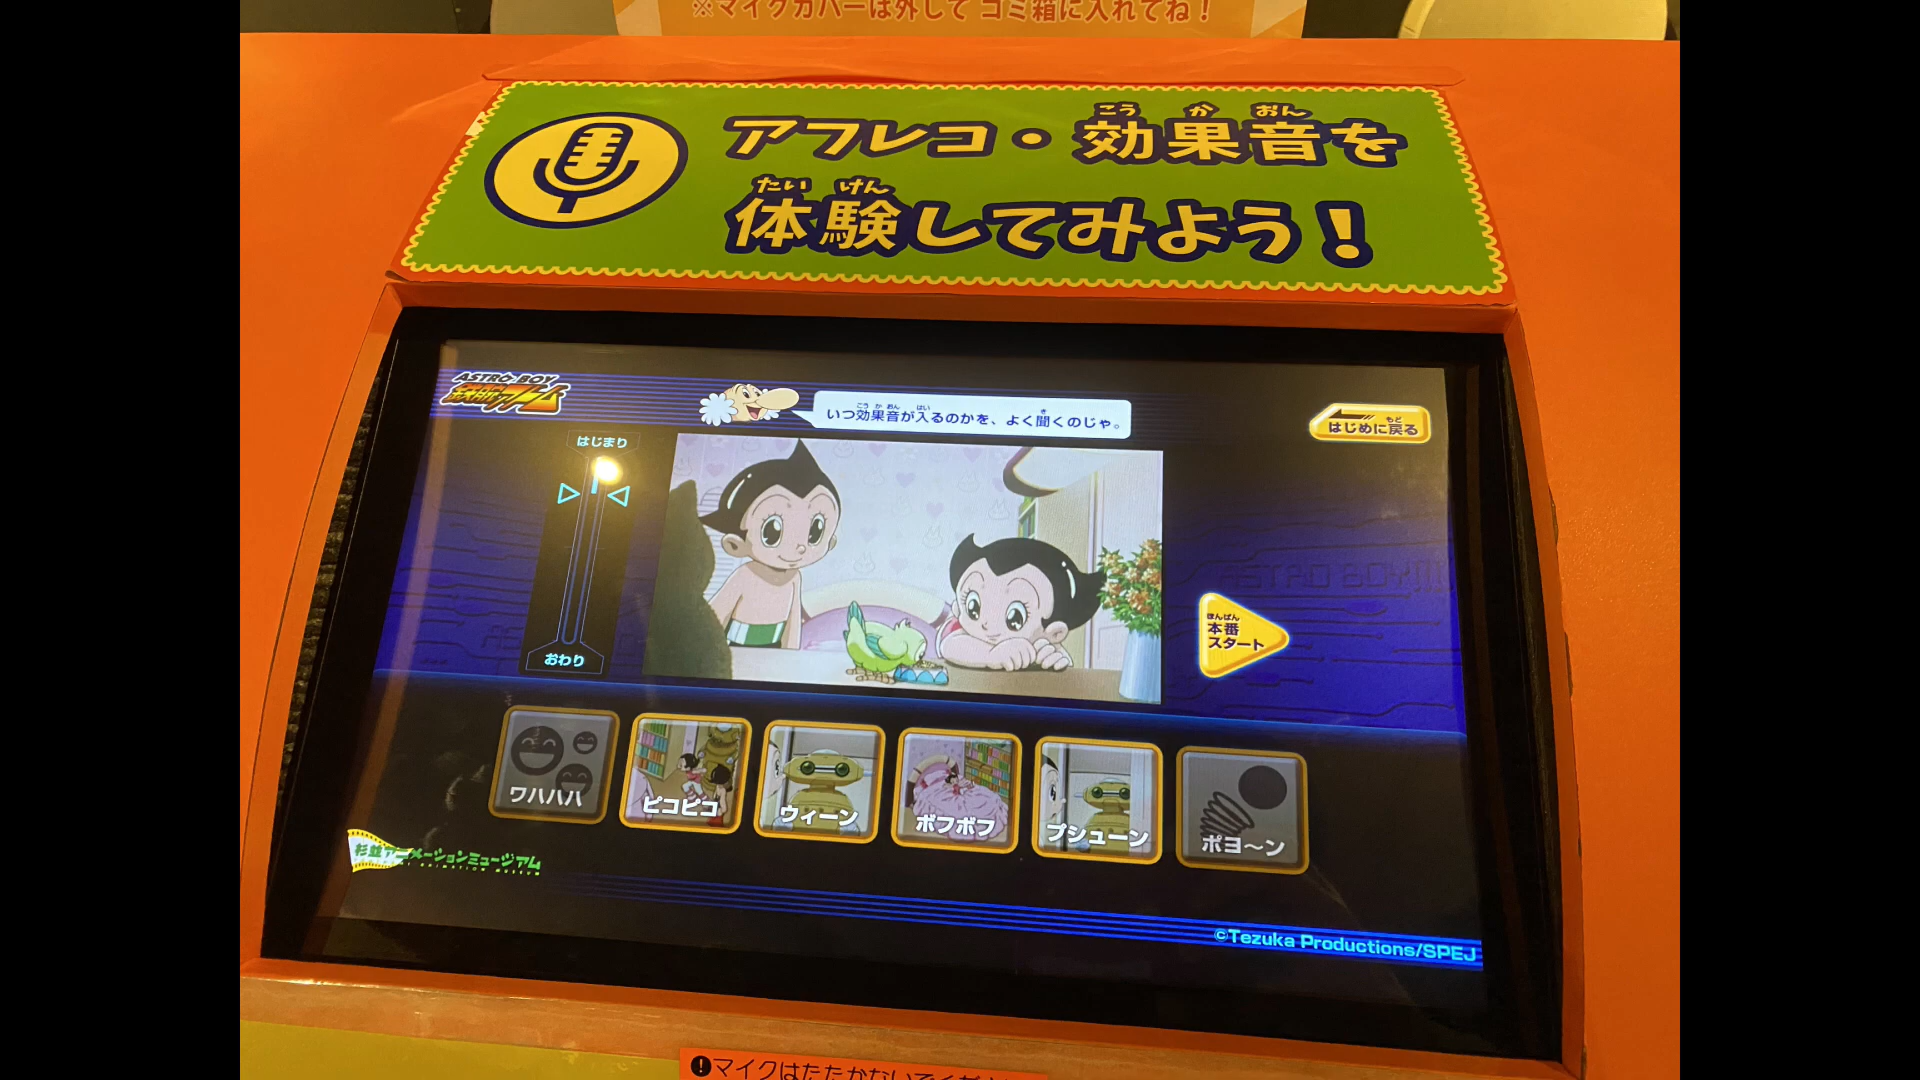 ※マイクカバーは外してゴミ箱に入れてね！
こう か おん
アフレコ・効果音を
たい けん
体験してみよう！
ASTRO BOY
鉄腕アトム
こうかおん はい き
いつ効果音が入るのかを、よく聞くのじゃ。
もど
はじめに戻る
はじまり
おわり
ASTRO BOY
ほんばん
本番
スタート
ワハハハ
ピコピコ
ウィーン
ボフボフ
プシューン
ポヨ〜ン
杉並アニメーションミュージアム
ANIMATION MUSEUM
©Tezuka Productions/SPEJ
マイクはたたかないで